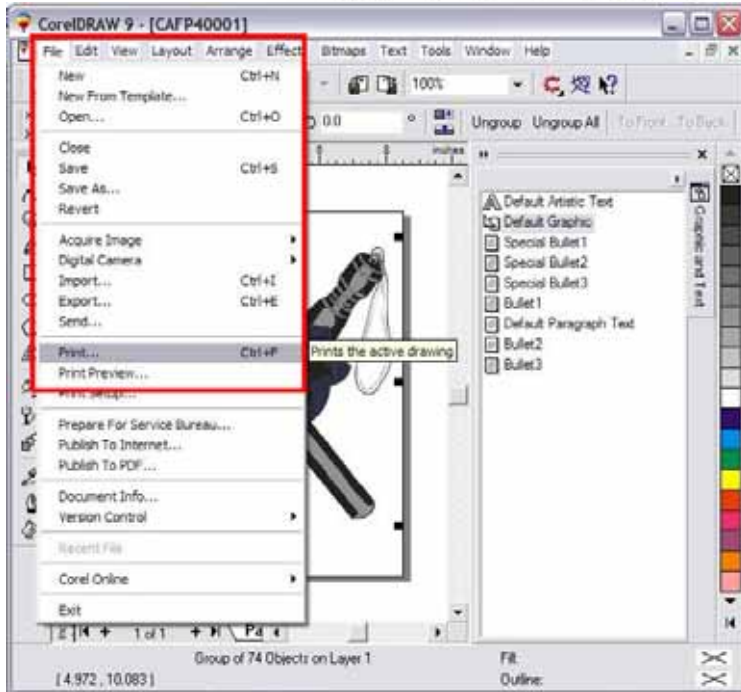 CorelDRAW 9 - [CAFP40001]
File Edit View Layout Arrange Effect Bitmaps Text Tools Window Help
New Ctrl+N
New From Template...
Open... Ctrl+O
Close
Save Ctrl+S
Save As...
Revert
Acquire Image
Digital Camera
Import... Ctrl+I
Export... Ctrl+E
Send...
Print... Ctrl+P
Prints the active drawing
Print Preview...
Print Setup...
Prepare For Service Bureau...
Publish To Internet...
Publish To PDF...
Document Info...
Version Control
Recent File
Corel Online
Exit
100%
0.0 ° Ungroup Ungroup All To Front To Back
8 inches
Default Artistic Text
Default Graphic
Special Bullet1
Special Bullet2
Special Bullet3
Bullet1
Default Paragraph Text
Bullet2
Bullet3
Graphic and Text
1 of 1
Group of 74 Objects on Layer 1
Fill:
( 4.972 , 10.083 )
Outline: